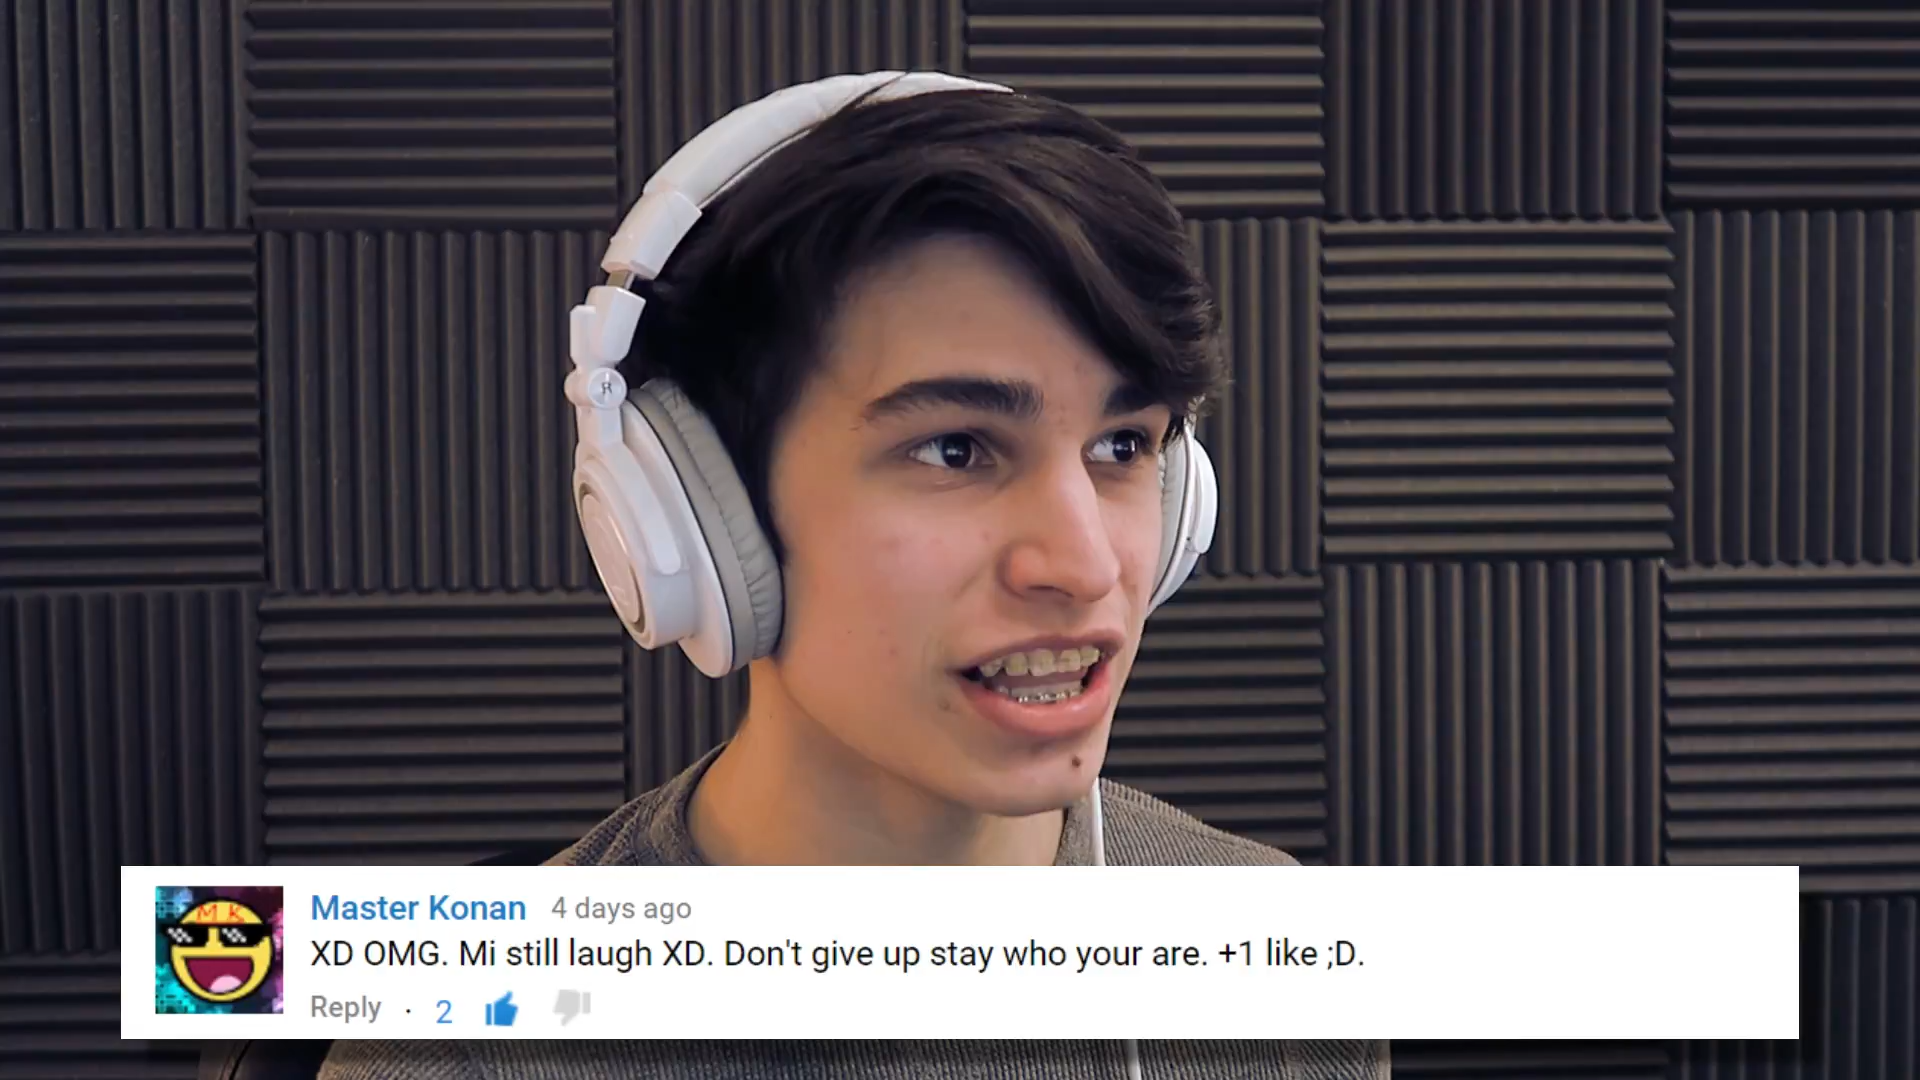 R
M K
Master Konan 4 days ago
XD OMG. Mi still laugh XD. Don't give up stay who your are. +1 like ;D.
Reply · 2